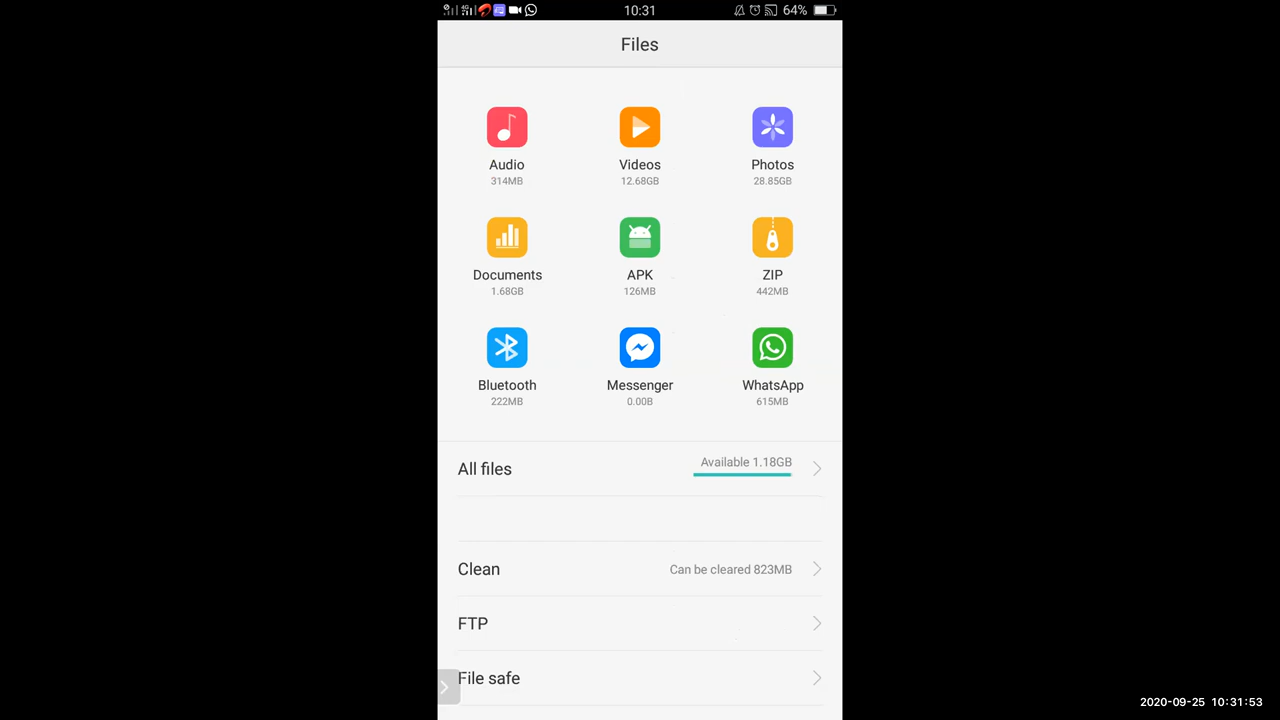 10:31 64%
Files
Audio Videos Photos
314MB 12.68GB 28.85GB
Documents APK ZIP
1.68GB 126MB 442MB
Bluetooth Messenger WhatsApp
222MB 0.00B 615MB
All files Available 1.18GB
Clean Can be cleared 823MB
FTP
File safe
2020-09-25 10:31:53